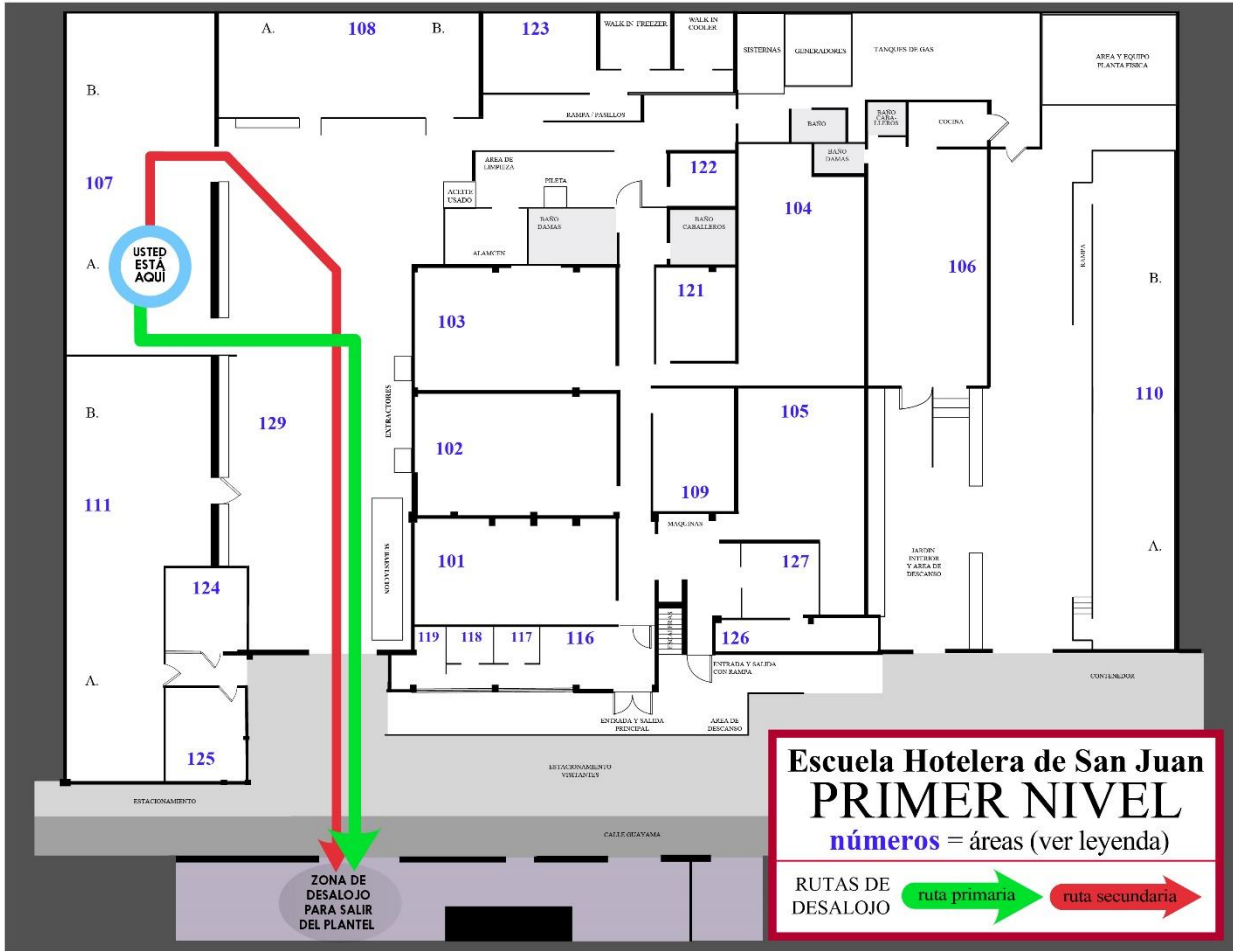 A.
108
B.
123
WALK IN FREEZER
WALK IN
COOLER
SISTERNAS
GENERADORES
TANQUES DE GAS
AREA Y EQUIPO
PLANTA FISICA
B.
RAMPA / PASILLOS
BAÑO
BAÑO
CABA-
LLEROS
COCINA
BAÑO
DAMAS
107
AREA DE
LIMPIEZA
ACEITE
USADO
PILETA
122
104
BAÑO
DAMAS
BAÑO
CABALLEROS
ALAMCEN
USTED
ESTÁ
AQUÍ
A.
106
RAMPA
B.
121
103
EXTRACTORES
B.
129
102
109
105
110
111
MAQUINAS
101
SUBAESTACION
127
JARDIN
INTERIOR
Y AREA DE
DESCANSO
A.
124
119
118
117
116
ESCALERAS
126
ENTRADA Y SALIDA
CON RAMPA
CONTENEDOR
A.
ENTRADA Y SALIDA
PRINCIPAL
AREA DE
DESCANSO
125
ESTACIONAMIENTO
VISITANTES
ESTACIONAMIENTO
CALLE GUAYAMA
ZONA DE
DESALOJO
PARA SALIR
DEL PLANTEL
Escuela Hotelera de San Juan
PRIMER NIVEL
números = áreas (ver leyenda)
RUTAS DE
DESALOJO
ruta primaria
ruta secundaria